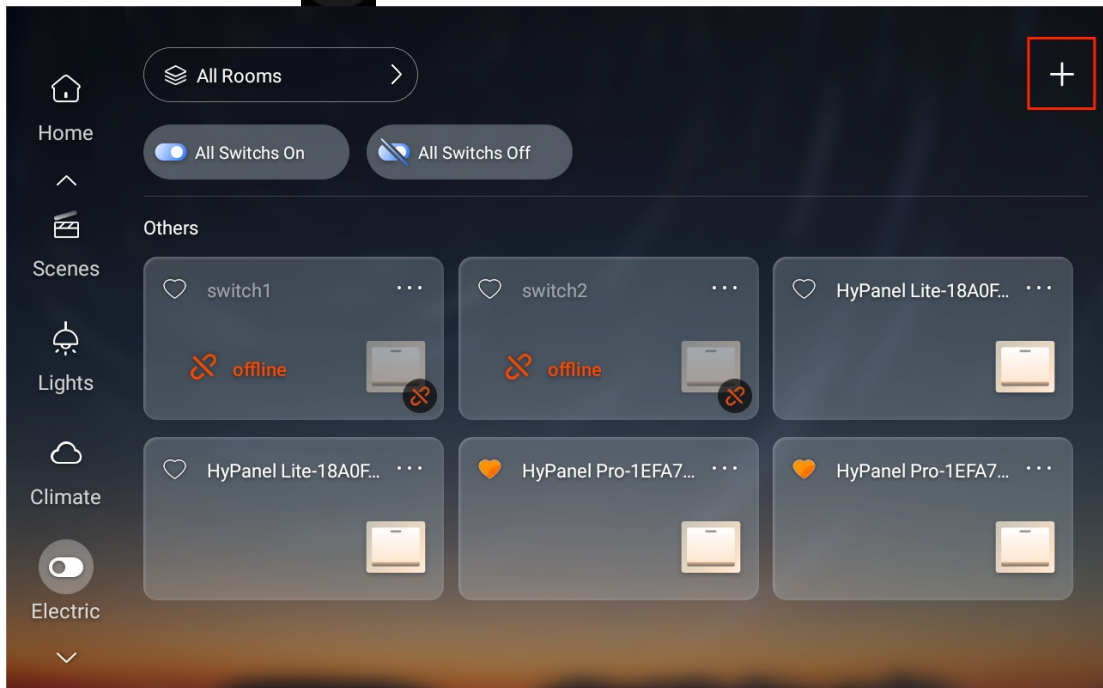 All Rooms
Home
All Switchs On
All Switchs Off
Others
Scenes
switch1
switch2
HyPanel Lite-18A0F...
offline
offline
Lights
HyPanel Lite-18A0F...
HyPanel Pro-1EFA7...
HyPanel Pro-1EFA7...
Climate
Electric